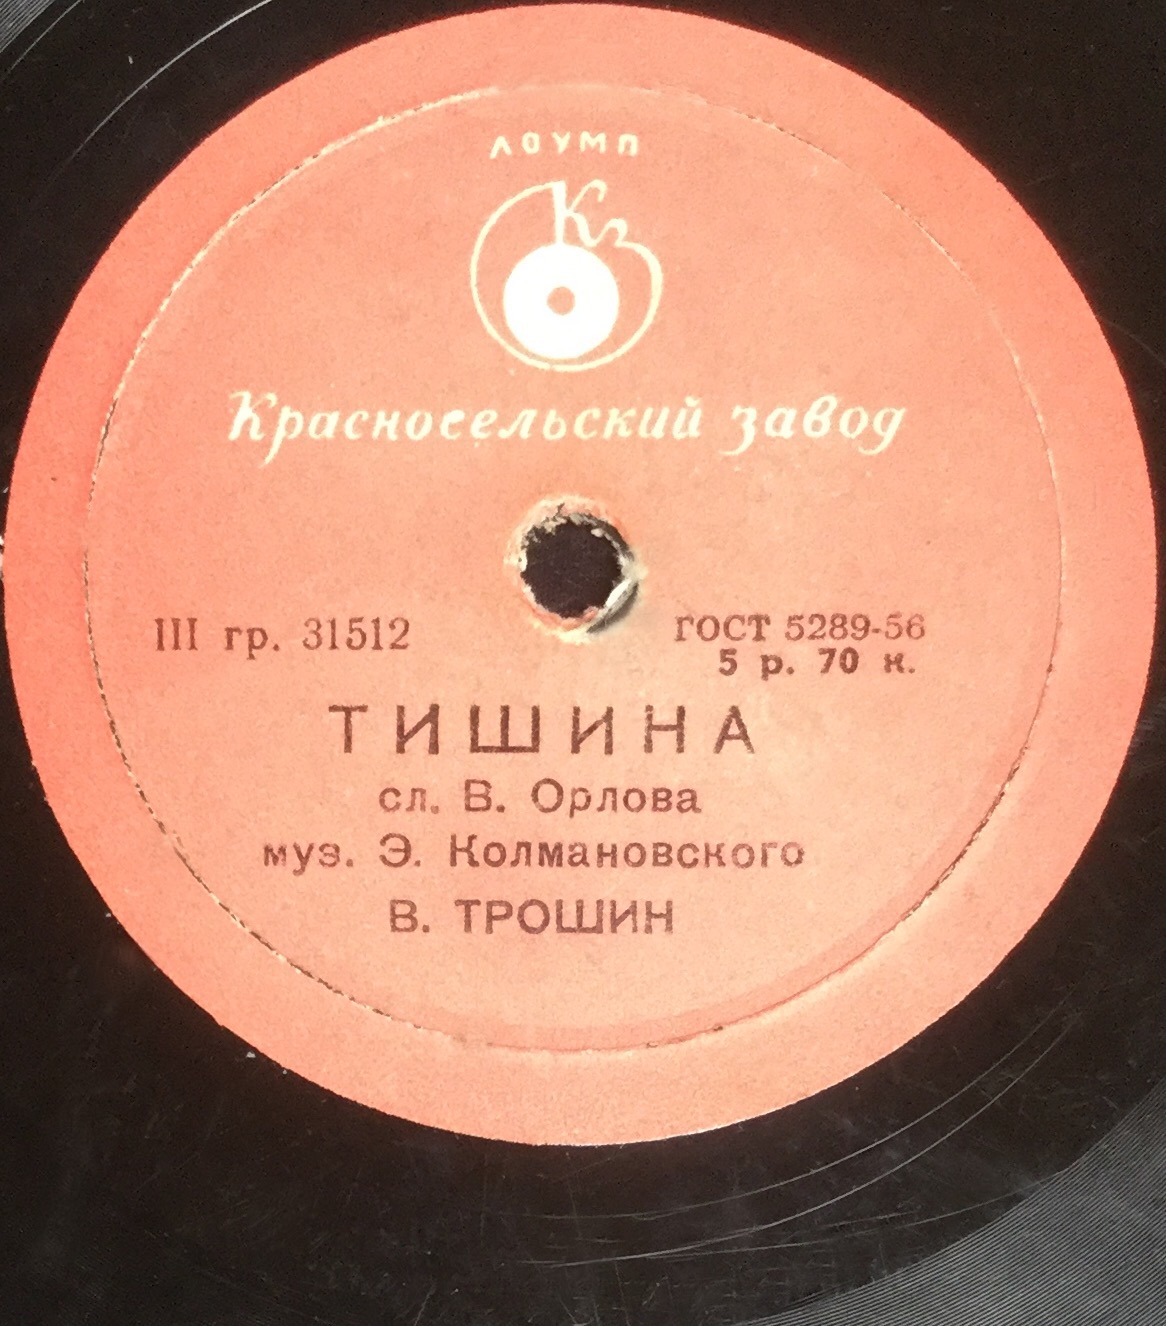 ЛОУМП
Кз
Красносельский завод
III гр. 31512
ГОСТ 5289-56
5 р. 70 к.
ТИШИНА
сл. В. Орлова
муз. Э. Колмановского
В. ТРОШИН